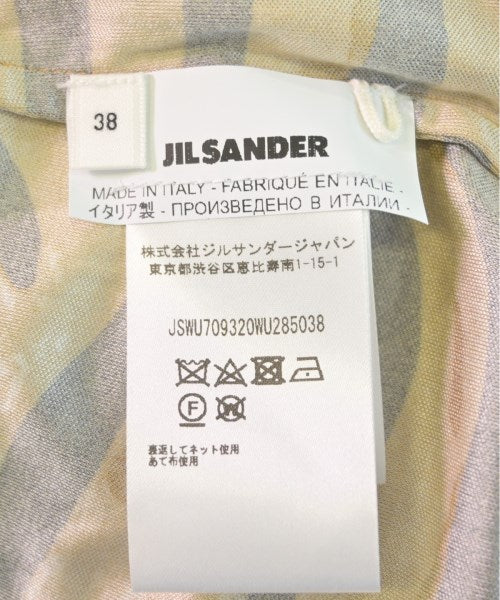 38
JIL SANDER
MADE IN ITALY - FABRIQUÉ EN ITALIE -
イタリア製 - ПРОИЗВЕДЕНО В ИТАЛИИ -
株式会社ジルサンダージャパン
東京都渋谷区恵比寿南1-15-1
JSWU709320WU285038
F
W
裏返してネット使用
あて布使用